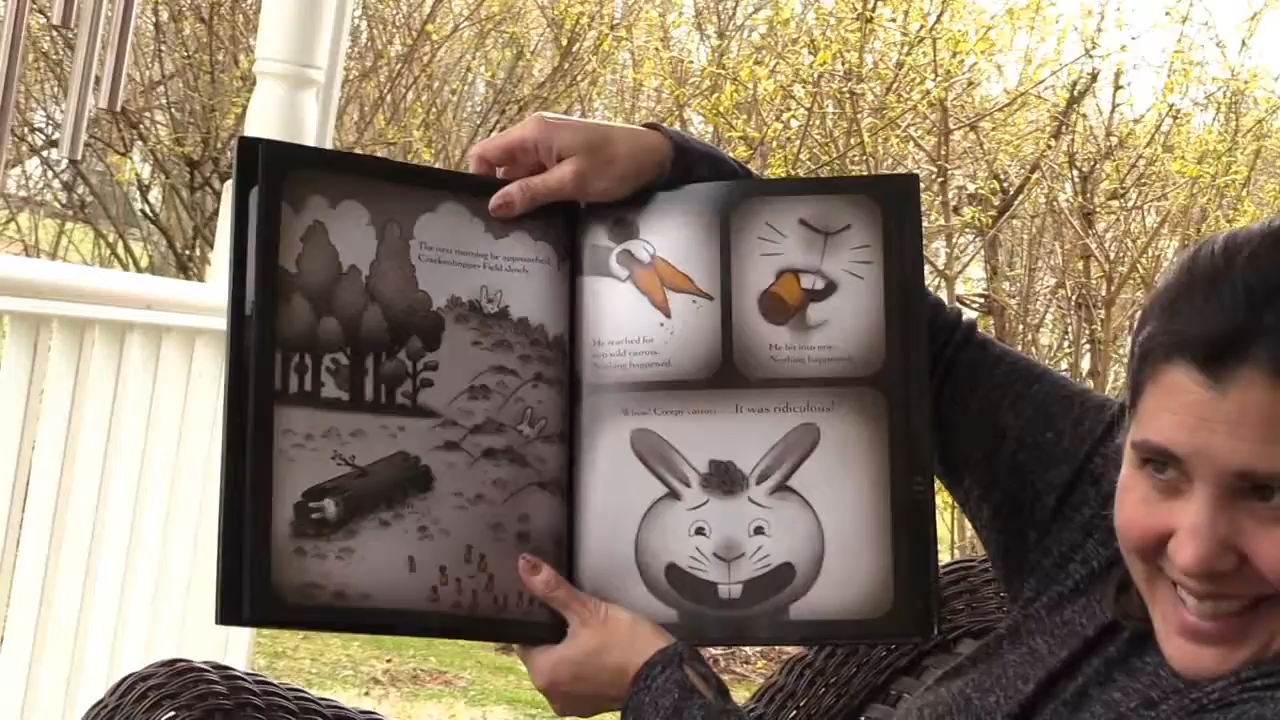 The next morning he approached
Crackenhopper Field slowly.
He reached for
two wild carrots.
Nothing happened.
He bit into one.
Nothing happened.
Whew! Creepy carrots. It was ridiculous!